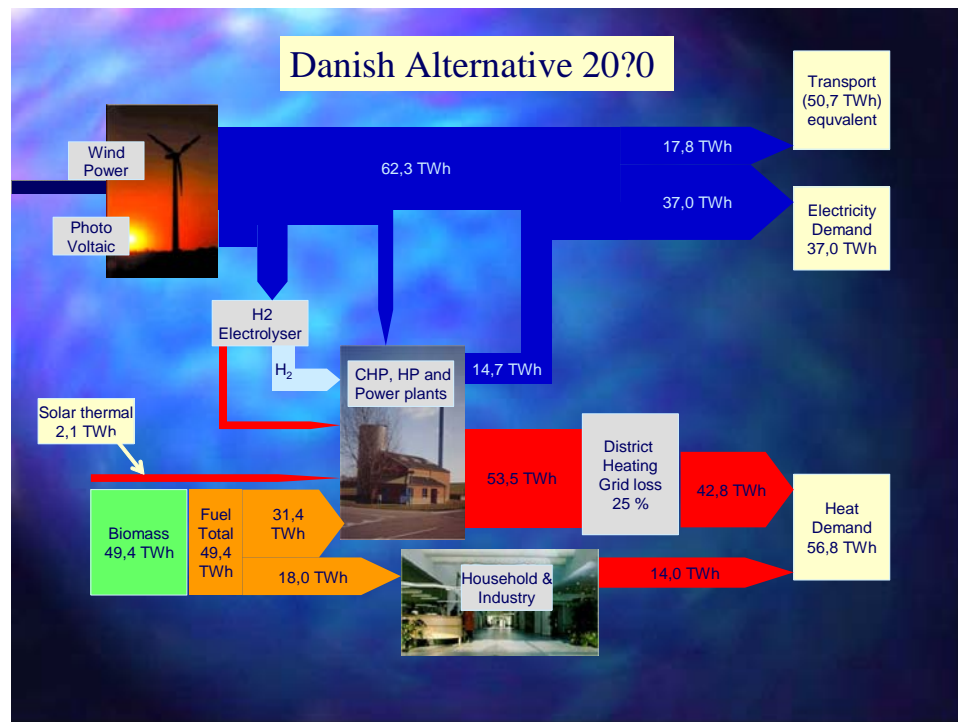 Danish Alternative 20?0
Transport
(50,7 TWh)
equvalent
Wind
Power
17,8 TWh
62,3 TWh
37,0 TWh
Photo
Voltaic
Electricity
Demand
37,0 TWh
H2
Electrolyser
H2
CHP, HP and
Power plants
14,7 TWh
Solar thermal
2,1 TWh
53,5 TWh
District
Heating
Grid loss
25 %
42,8 TWh
Heat
Demand
56,8 TWh
Biomass
49,4 TWh
Fuel
Total
49,4
TWh
31,4
TWh
18,0 TWh
Household &
Industry
14,0 TWh